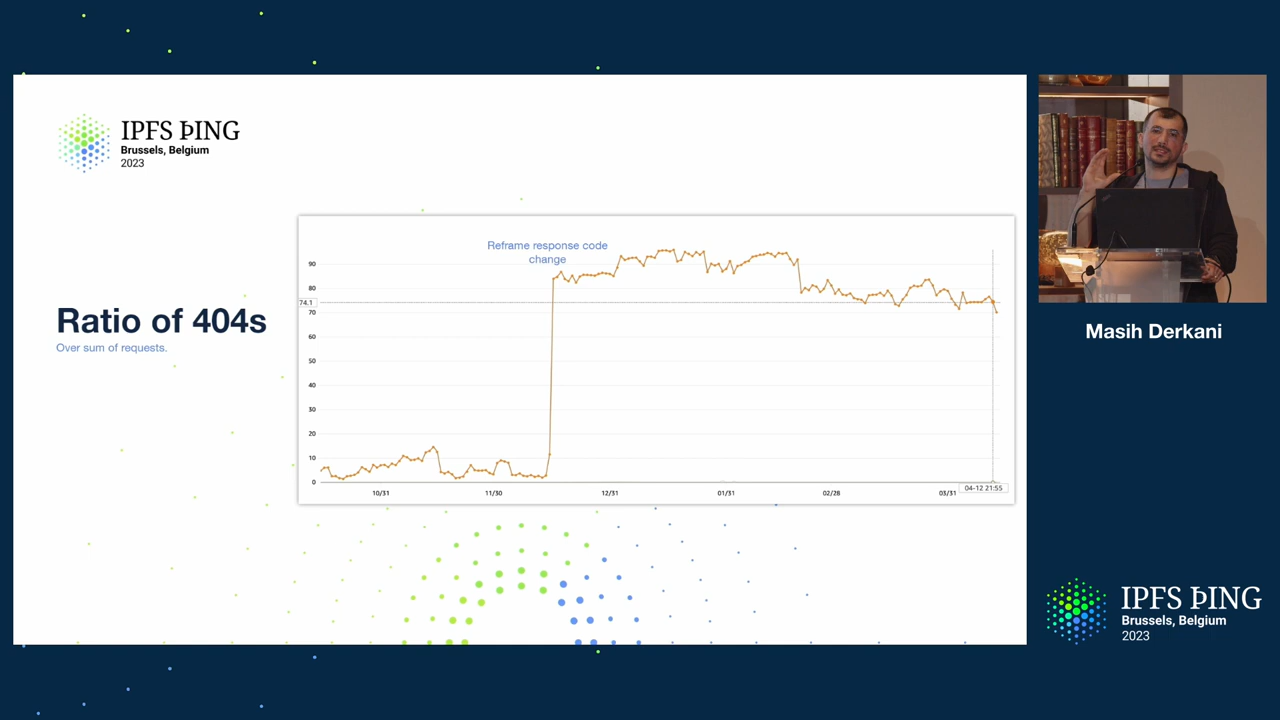 IPFS ÞING
Brussels, Belgium
2023
Ratio of 404s
Over sum of requests.
Reframe response code
change
90
80
74.1
70
60
50
40
30
20
10
0
10/31
11/30
12/31
01/31
02/28
03/31
04-12 21:55
Masih Derkani
IPFS ÞING
Brussels, Belgium
2023